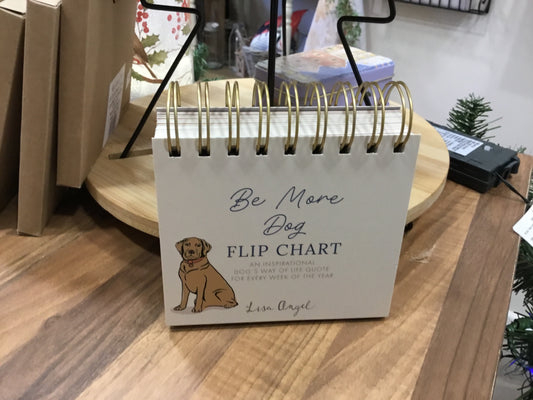 Be More
Dog
FLIP CHART
AN INSPIRATIONAL
DOG'S WAY OF LIFE QUOTE
FOR EVERY WEEK OF THE YEAR
Lisa Angel